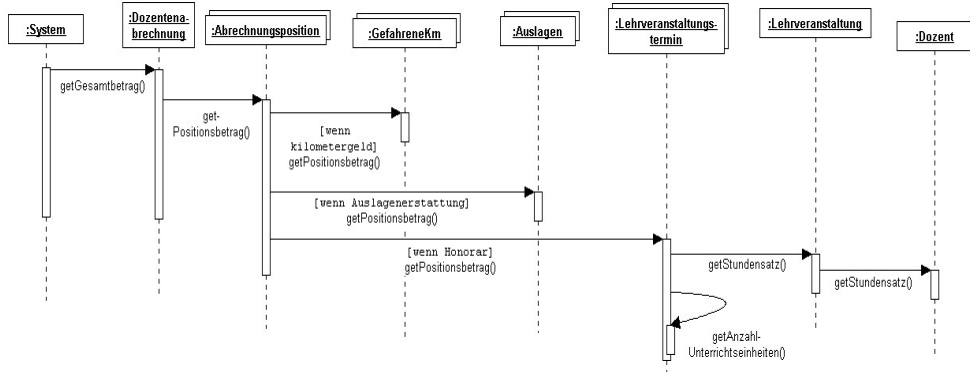 :System
:Dozentena-
brechnung
:Abrechnungsposition
:GefahreneKm
:Auslagen
:Lehrveranstaltungs-
termin
:Lehrveranstaltung
:Dozent
getGesamtbetrag()
get-
Positionsbetrag()
[wenn
kilometergeld]
getPositionsbetrag()
[wenn Auslagenerstattung]
getPositionsbetrag()
[wenn Honorar]
getPositionsbetrag()
getStundensatz()
getStundensatz()
getAnzahl-
Unterrichtseinheiten()